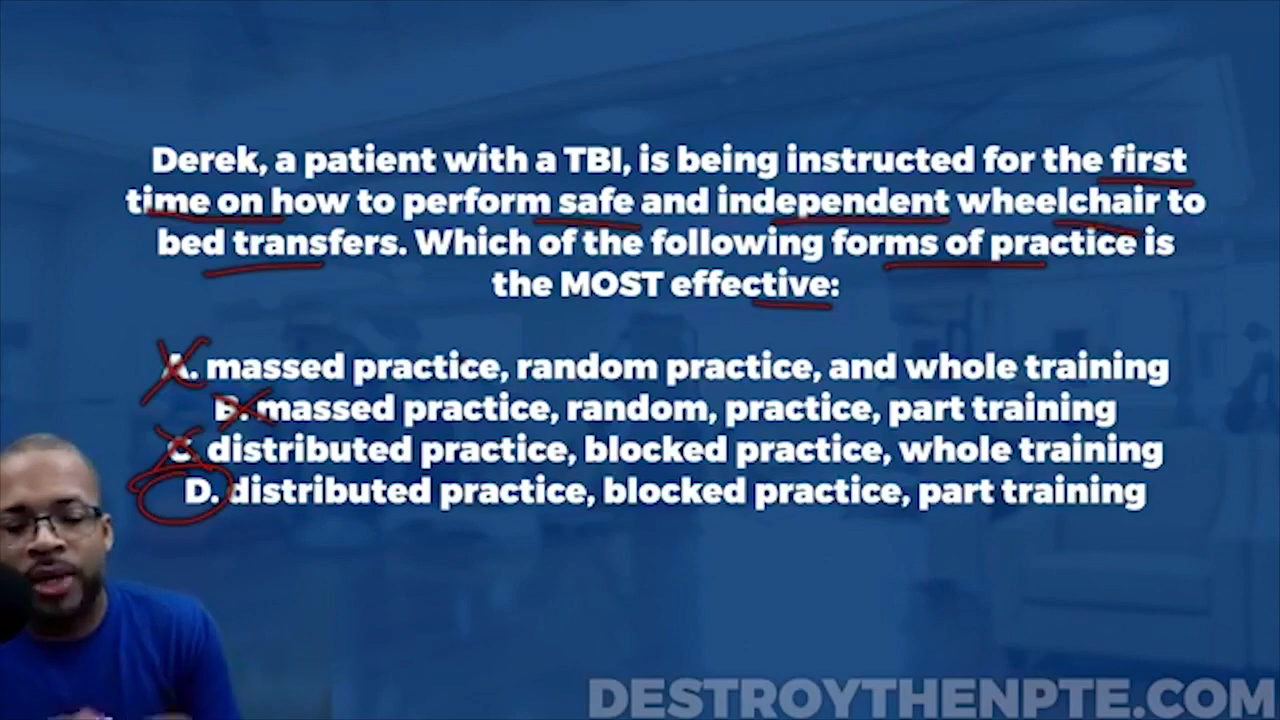 Derek, a patient with a TBI, is being instructed for the first
time on how to perform safe and independent wheelchair to
bed transfers. Which of the following forms of practice is
the MOST effective:
A. massed practice, random practice, and whole training
B. massed practice, random, practice, part training
C. distributed practice, blocked practice, whole training
D. distributed practice, blocked practice, part training
DESTROYTHENPTE.COM